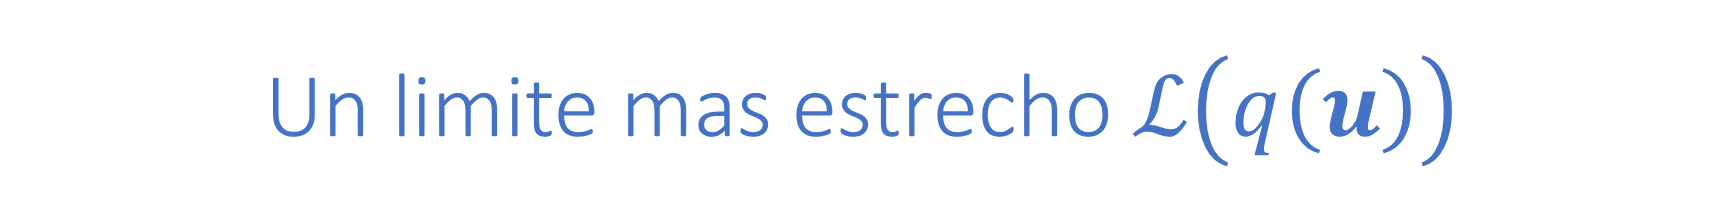 Un limite mas estrecho ℒ(q(𝒖))